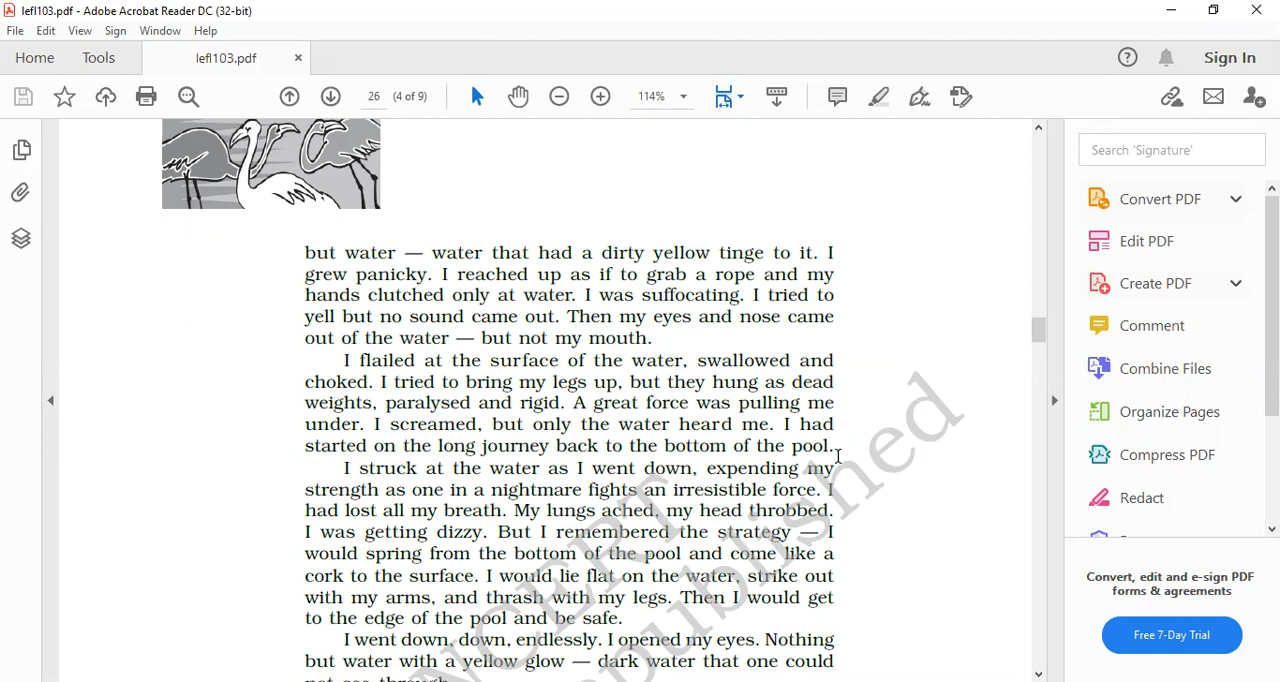 lefl103.pdf - Adobe Acrobat Reader DC (32-bit)
File Edit View Sign Window Help
Home Tools lefl103.pdf × Sign In
26 (4 of 9) 114%
Search 'Signature'
but water — water that had a dirty yellow tinge to it. I
grew panicky. I reached up as if to grab a rope and my
hands clutched only at water. I was suffocating. I tried to
yell but no sound came out. Then my eyes and nose came
out of the water — but not my mouth.
I flailed at the surface of the water, swallowed and
choked. I tried to bring my legs up, but they hung as dead
weights, paralysed and rigid. A great force was pulling me
under. I screamed, but only the water heard me. I had
started on the long journey back to the bottom of the pool.
I struck at the water as I went down, expending my
strength as one in a nightmare fights an irresistible force. I
had lost all my breath. My lungs ached, my head throbbed.
I was getting dizzy. But I remembered the strategy — I
would spring from the bottom of the pool and come like a
cork to the surface. I would lie flat on the water, strike out
with my arms, and thrash with my legs. Then I would get
to the edge of the pool and be safe.
I went down, down, endlessly. I opened my eyes. Nothing
but water with a yellow glow — dark water that one could
not see through.
NCERT
republished
Convert PDF
Edit PDF
Create PDF
Comment
Combine Files
Organize Pages
Compress PDF
Redact
Convert, edit and e-sign PDF
forms & agreements
Free 7-Day Trial